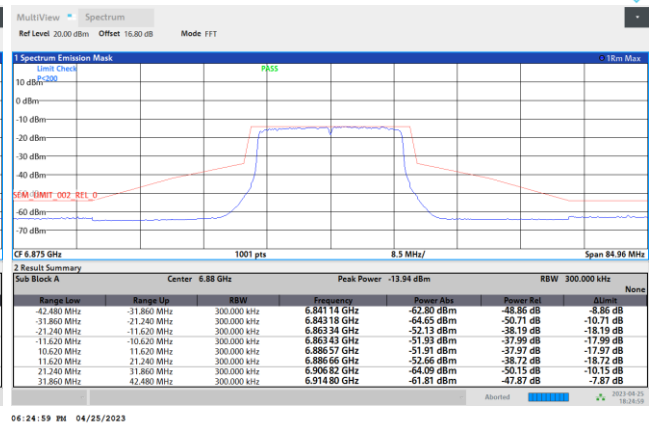 MultiView Spectrum
Ref Level 20.00 dBm Offset 16.80 dB Mode FFT
1 Spectrum Emission Mask 1Rm Max
Limit Check PASS
P<200
10 dBm
0 dBm
-10 dBm
-20 dBm
-30 dBm
-40 dBm
SEM_LIMIT_002_REL_0
-60 dBm
-70 dBm
CF 6.875 GHz 1001 pts 8.5 MHz/ Span 84.96 MHz
2 Result Summary
Sub Block A Center 6.88 GHz Peak Power -13.94 dBm RBW 300.000 kHz
None
Range Low Range Up RBW Frequency Power Abs Power Rel ΔLimit
-42.480 MHz -31.860 MHz 300.000 kHz 6.841 14 GHz -62.80 dBm -48.86 dB -8.86 dB
-31.860 MHz -21.240 MHz 300.000 kHz 6.843 18 GHz -64.65 dBm -50.71 dB -10.71 dB
-21.240 MHz -11.620 MHz 300.000 kHz 6.863 34 GHz -52.13 dBm -38.19 dB -18.19 dB
-11.620 MHz -10.620 MHz 300.000 kHz 6.863 43 GHz -51.93 dBm -37.99 dB -17.99 dB
10.620 MHz 11.620 MHz 300.000 kHz 6.886 57 GHz -51.91 dBm -37.97 dB -17.97 dB
11.620 MHz 21.240 MHz 300.000 kHz 6.886 66 GHz -52.66 dBm -38.72 dB -18.72 dB
21.240 MHz 31.860 MHz 300.000 kHz 6.906 82 GHz -64.09 dBm -50.15 dB -10.15 dB
31.860 MHz 42.480 MHz 300.000 kHz 6.914 80 GHz -61.81 dBm -47.87 dB -7.87 dB
Aborted 2023-04-25
18:24:59
06:24:59 PM 04/25/2023